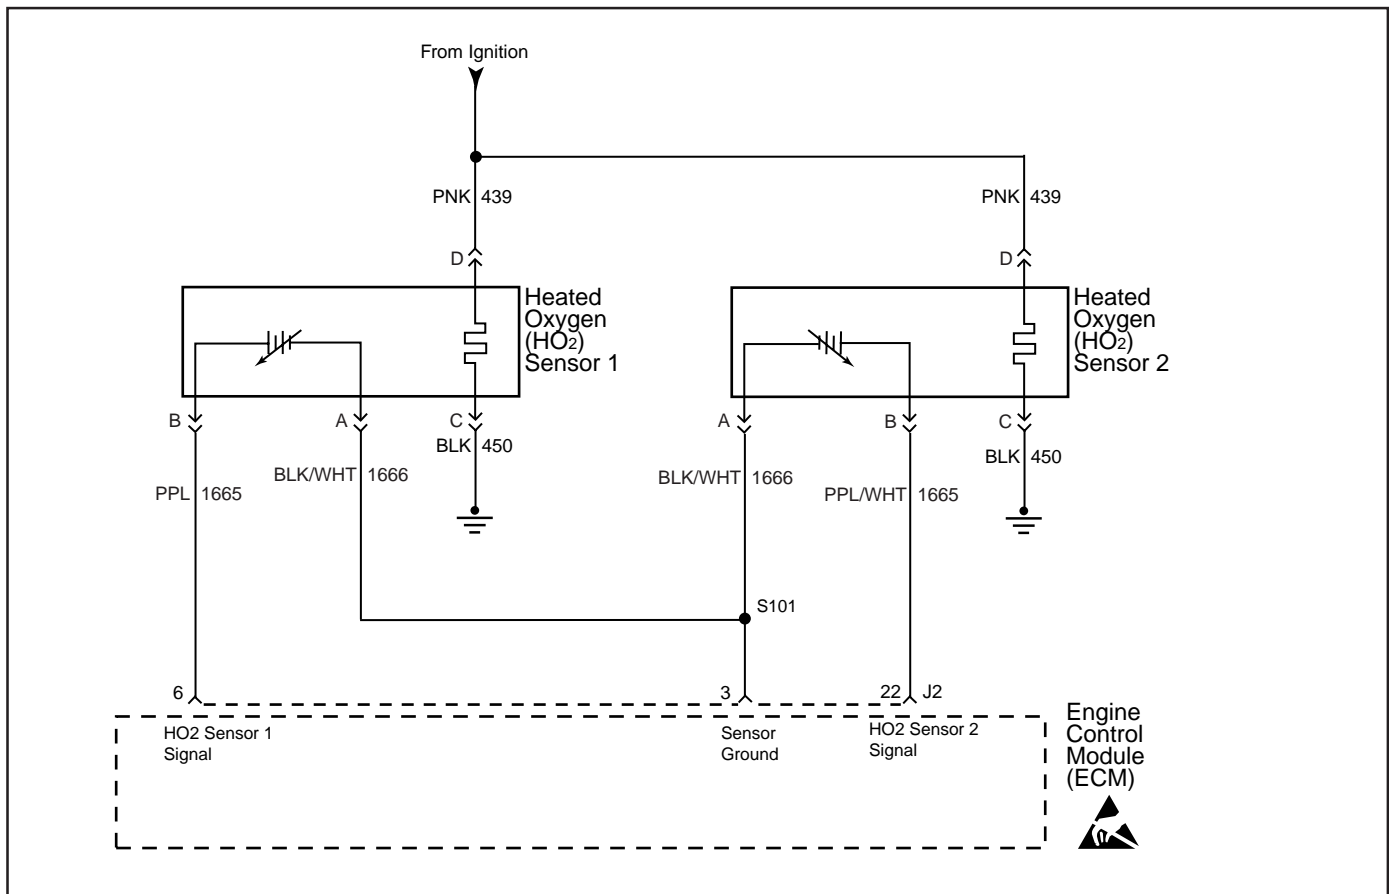 From Ignition
PNK 439
PNK 439
D
D
Heated
Oxygen
(HO2)
Sensor 1
Heated
Oxygen
(HO2)
Sensor 2
B
A
C
A
B
C
BLK 450
BLK 450
BLK/WHT 1666
BLK/WHT 1666
PPL 1665
PPL/WHT 1665
S101
6
3
22
J2
HO2 Sensor 1
Signal
Sensor
Ground
HO2 Sensor 2
Signal
Engine
Control
Module
(ECM)